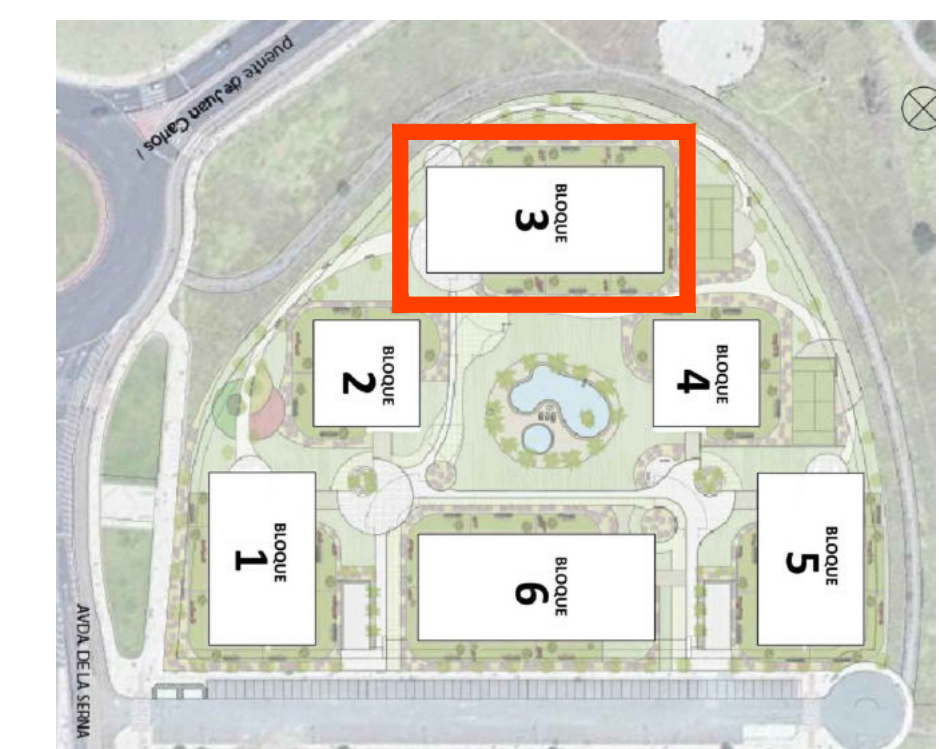 puente de Juan Carlos I
BLOQUE
3
BLOQUE
2
BLOQUE
4
BLOQUE
1
BLOQUE
6
BLOQUE
5
AVDA. DE LA SERNA